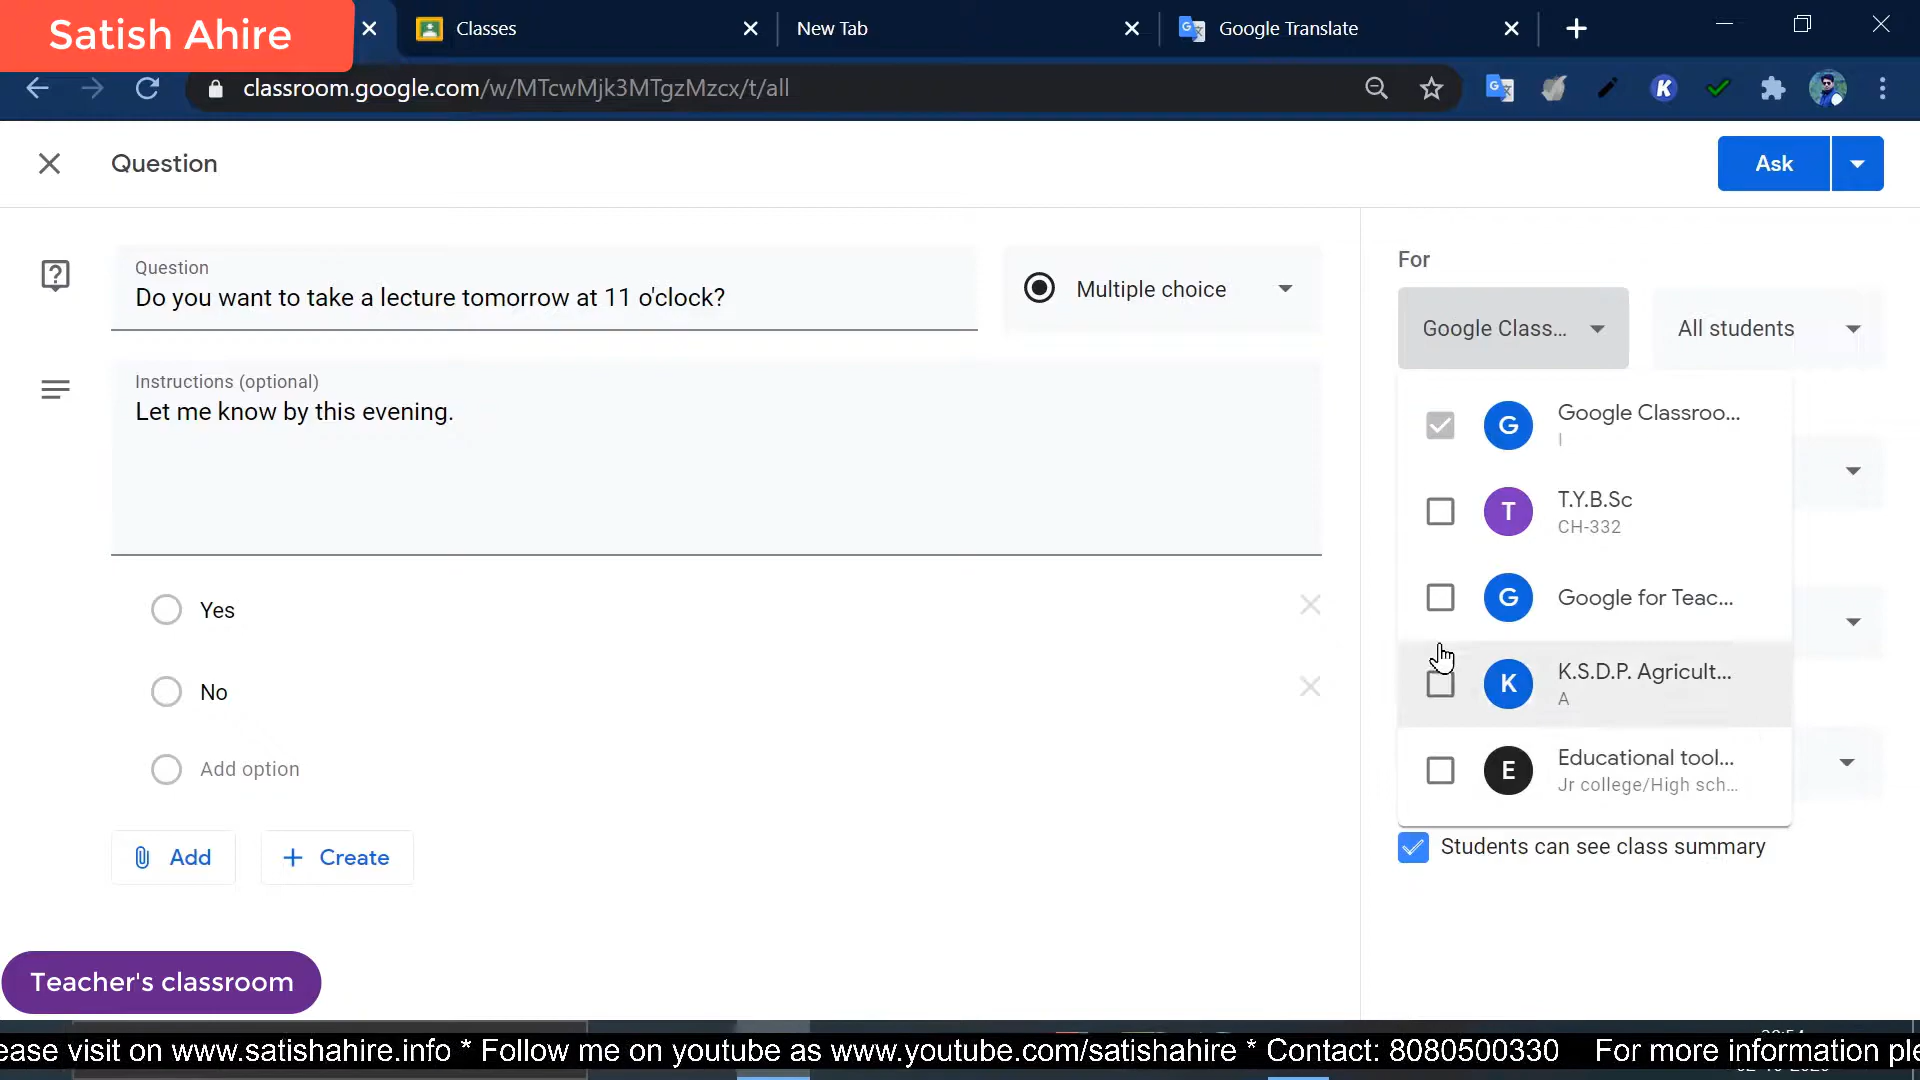 Satish Ahire
Classes
New Tab
Google Translate
classroom.google.com/w/MTcwMjk3MTgzMzcx/t/all
K
Question
Ask
Question
Do you want to take a lecture tomorrow at 11 o'clock?
Multiple choice
Instructions (optional)
Let me know by this evening.
Yes
No
Add option
Add
Create
For
Google Class...
All students
G
Google Classroo...
I
T
T.Y.B.Sc
CH-332
G
Google for Teac...
K
K.S.D.P. Agricult...
A
E
Educational tool...
Jr college/High sch...
Students can see class summary
Teacher's classroom
ease visit on www.satishahire.info * Follow me on youtube as www.youtube.com/satishahire * Contact: 8080500330 For more information ple